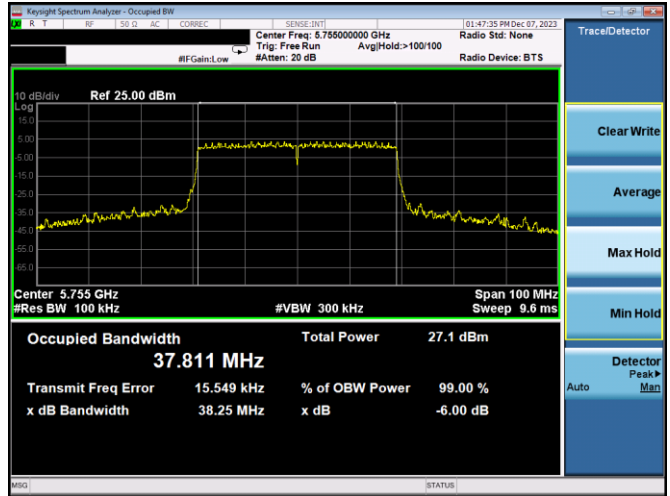 Keysight Spectrum Analyzer - Occupied BW
LXI R T RF 50 Ω AC CORREC SENSE:INT 01:47:35 PM Dec 07, 2023
Center Freq: 5.755000000 GHz Radio Std: None
Trig: Free Run Avg|Hold:>100/100
#IFGain:Low #Atten: 20 dB Radio Device: BTS
10 dB/div Ref 25.00 dBm
Log
15.0
5.00
-5.00
-15.0
-25.0
-35.0
-45.0
-55.0
-65.0
Center 5.755 GHz Span 100 MHz
#Res BW 100 kHz #VBW 300 kHz Sweep 9.6 ms
Occupied Bandwidth Total Power 27.1 dBm
37.811 MHz
Transmit Freq Error 15.549 kHz % of OBW Power 99.00 %
x dB Bandwidth 38.25 MHz x dB -6.00 dB
MSG STATUS
Trace/Detector
Clear Write
Average
Max Hold
Min Hold
Detector
Peak▶
Auto Man